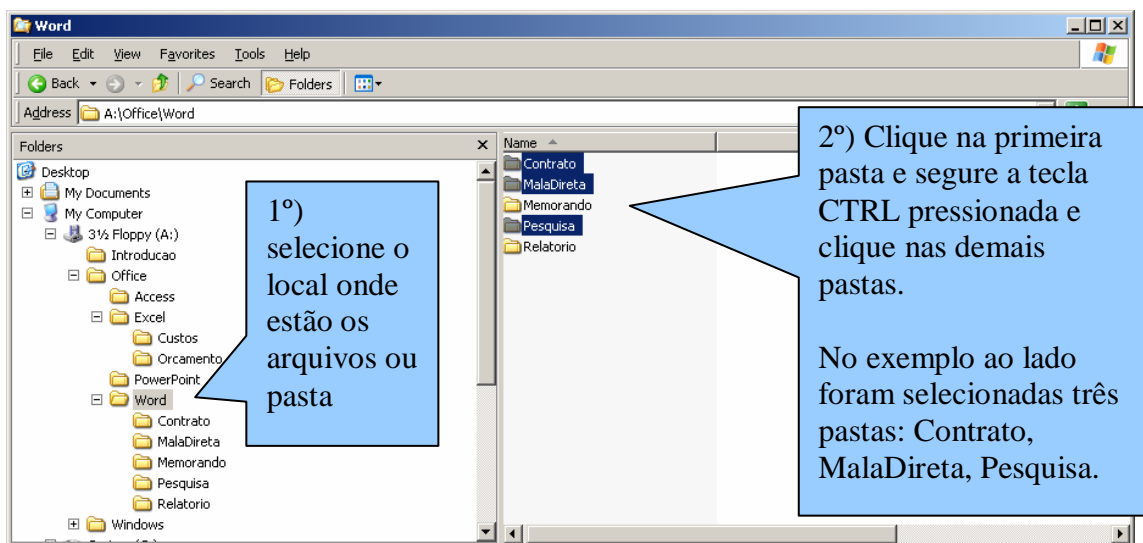 Word
File Edit View Favorites Tools Help
Back Search Folders
Address A:\Office\Word
Folders
Desktop
My Documents
My Computer
3½ Floppy (A:)
Introducao
Office
Access
Excel
Custos
Orcamento
PowerPoint
Word
Contrato
MalaDireta
Memorando
Pesquisa
Relatorio
Windows
Name
Contrato
MalaDireta
Memorando
Pesquisa
Relatorio
1º)
selecione o
local onde
estão os
arquivos ou
pasta
2º) Clique na primeira
pasta e segure a tecla
CTRL pressionada e
clique nas demais
pastas.
No exemplo ao lado
foram selecionadas três
pastas: Contrato,
MalaDireta, Pesquisa.